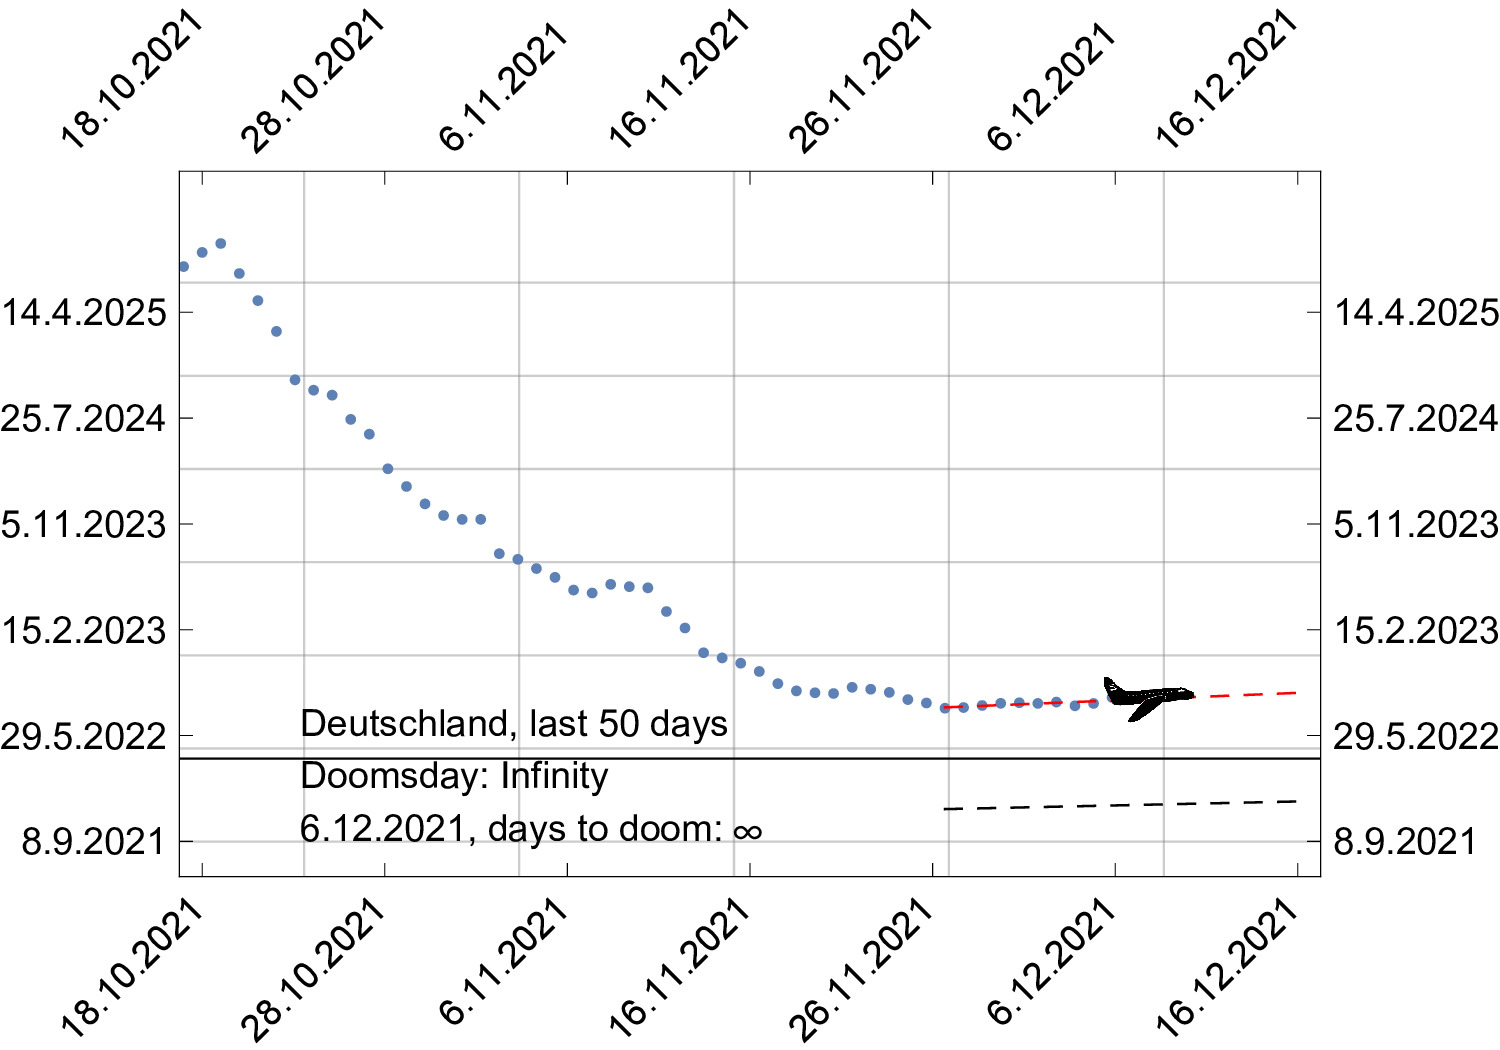 18.10.2021 28.10.2021 6.11.2021 16.11.2021 26.11.2021 6.12.2021 16.12.2021
14.4.2025 14.4.2025
25.7.2024 25.7.2024
5.11.2023 5.11.2023
15.2.2023 15.2.2023
Deutschland, last 50 days
29.5.2022 29.5.2022
Doomsday: Infinity
6.12.2021, days to doom: ∞
8.9.2021 8.9.2021
18.10.2021 28.10.2021 6.11.2021 16.11.2021 26.11.2021 6.12.2021 16.12.2021